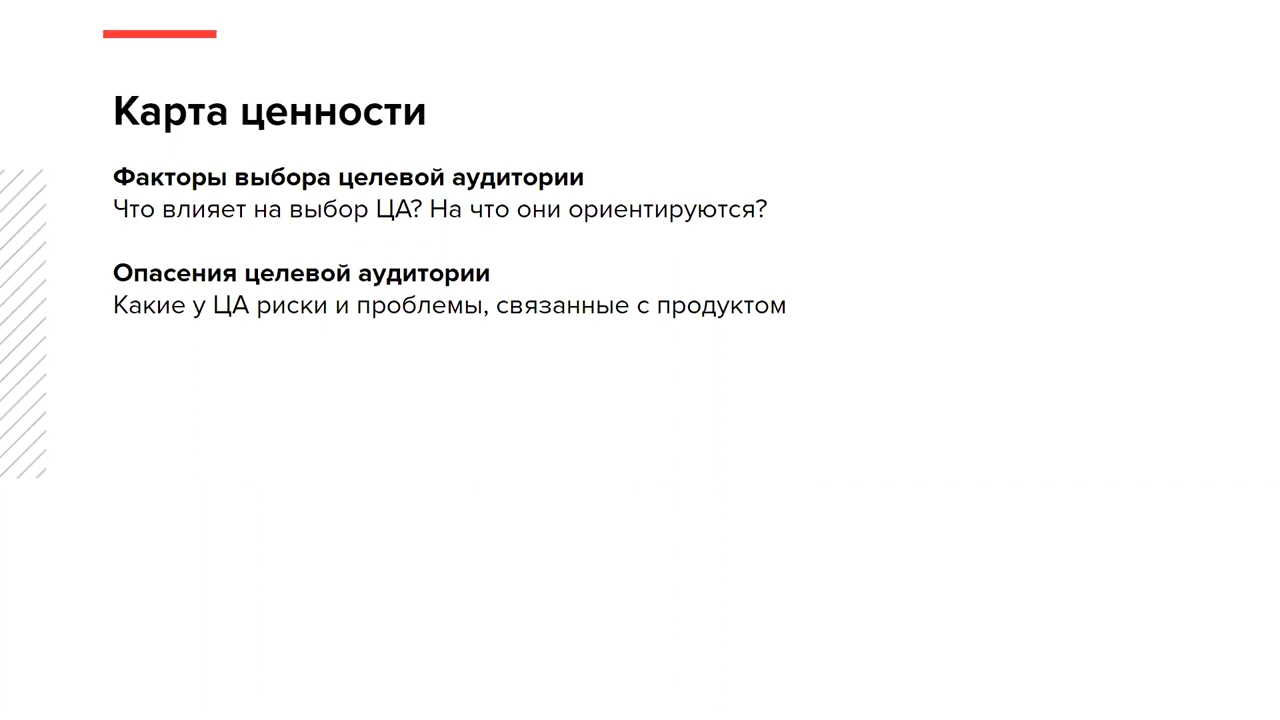 Карта ценности
Факторы выбора целевой аудитории
Что влияет на выбор ЦА? На что они ориентируются?
Опасения целевой аудитории
Какие у ЦА риски и проблемы, связанные с продуктом